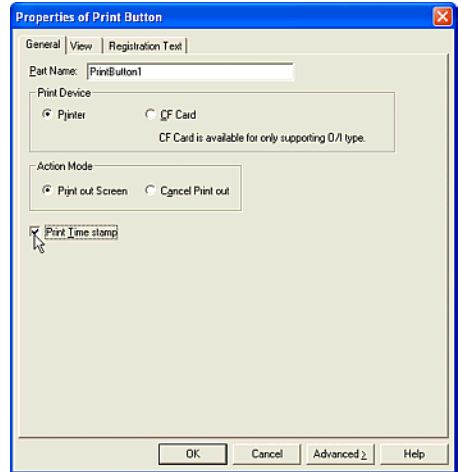 Properties of Print Button
General View Registration Text
Part Name: PrintButton1
Print Device
Printer CF Card
CF Card is available for only supporting O/I type.
Action Mode
Print out Screen Cancel Print out
Print Time stamp
OK Cancel Advanced > Help